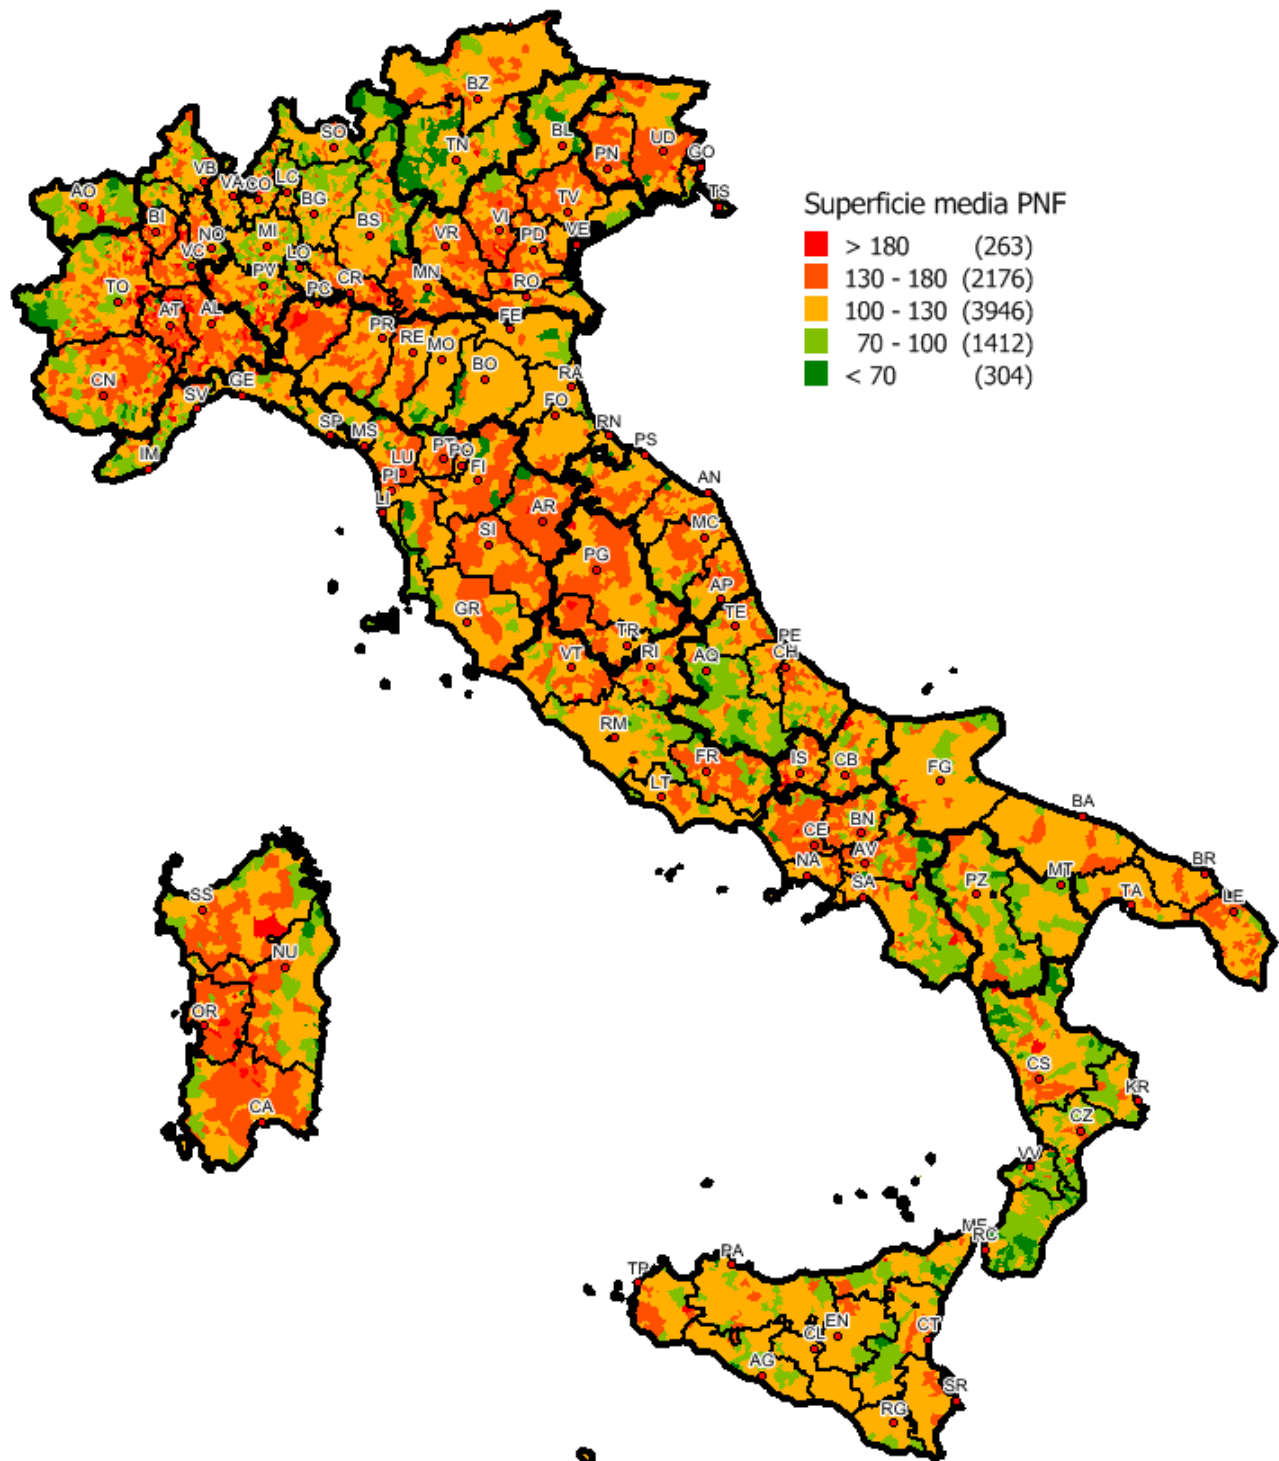 BZ
SO
BL
UD
TN
PN
GO
VB
VA
CO
LC
AO
BG
TV
TS
BI
BS
VI
NO
MI
VR
PD
VE
VC
LO
TO
PV
PC
CR
MN
RO
AT
AL
PR
FE
RE
MO
BO
CN
GE
RA
SV
FO
SP
MS
RN
PS
IM
LU
PT
PO
PI
FI
LI
AN
AR
SI
MC
PG
AP
GR
TE
TR
PE
VT
RI
AQ
CH
RM
FR
IS
CB
FG
LT
BA
CE
BN
NA
AV
SA
PZ
MT
BR
TA
LE
SS
NU
OR
CA
CS
KR
CZ
VV
ME
RC
TP
PA
EN
CL
CT
AG
SR
RG
Superficie media PNF
> 180 (263)
130 - 180 (2176)
100 - 130 (3946)
70 - 100 (1412)
< 70 (304)